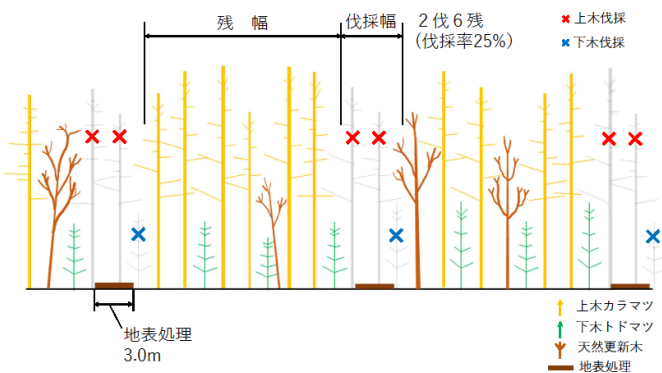 残 幅
伐採幅
２伐６残
(伐採率25%)
上木伐採
下木伐採
地表処理
3.0m
上木カラマツ
下木トドマツ
天然更新木
地表処理